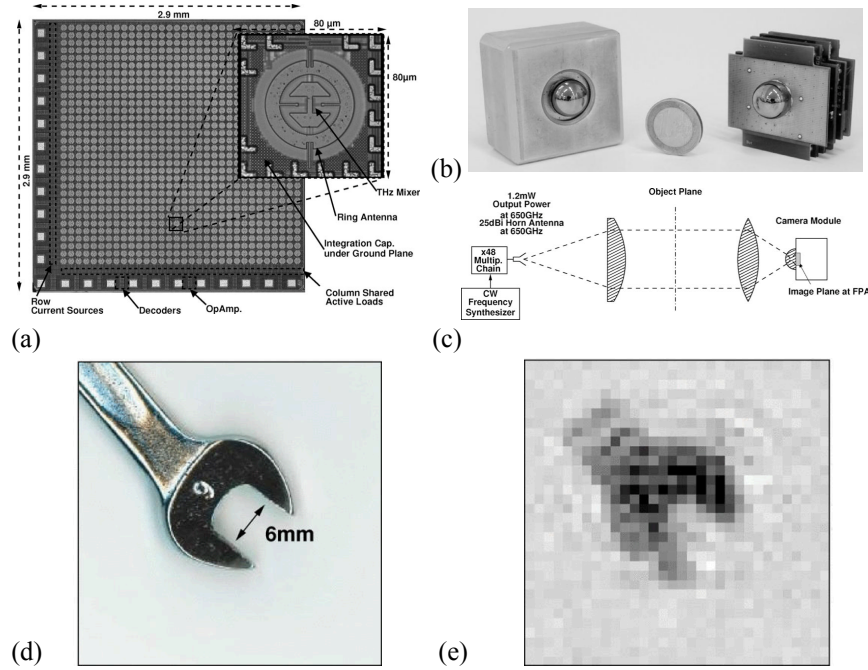 2.9 mm
80 µm
2.9 mm
80µm
THz Mixer
Ring Antenna
Integration Cap.
under Ground Plane
Row
Current Sources
Decoders
OpAmp.
Column Shared
Active Loads
(a)
(b)
1.2mW
Output Power
at 650GHz
25dBi Horn Antenna
at 650GHz
Object Plane
Camera Module
x48
Multip.
Chain
CW
Frequency
Synthesizer
Image Plane at FPA
(c)
9
6mm
(d)
(e)